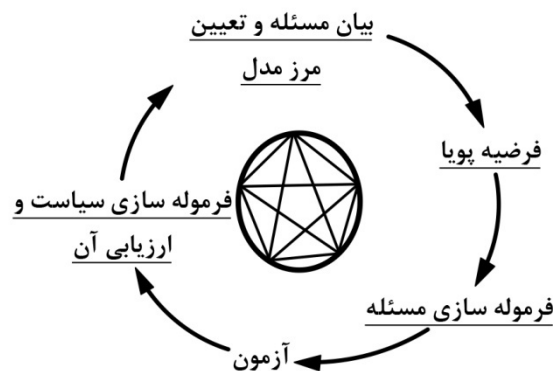 بیان مسئله و تعیین
مرز مدل
فرضیه پویا
فرموله سازی مسئله
آزمون
فرموله سازی سیاست و
ارزیابی آن